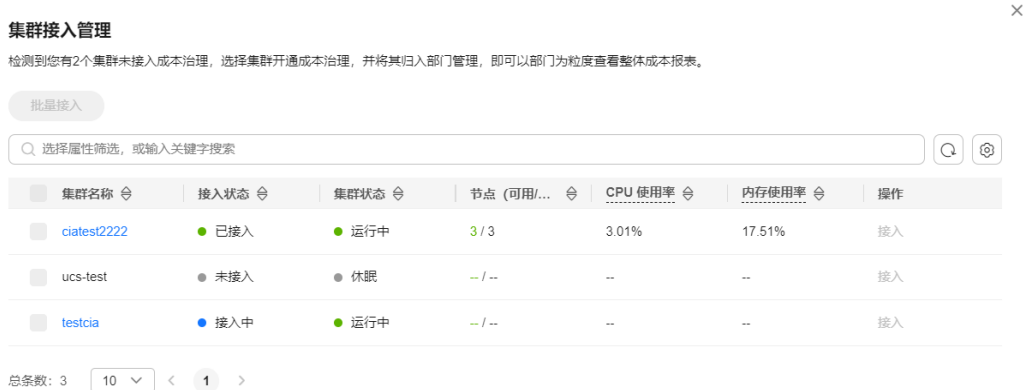 集群接入管理
检测到您有2个集群未接入成本治理，选择集群开通成本治理，并将其归入部门管理，即可以部门为粒度查看整体成本报表。
批量接入
选择属性筛选，或输入关键字搜索
集群名称 接入状态 集群状态 节点（可用/... CPU 使用率 内存使用率 操作
ciatest2222 已接入 运行中 3 / 3 3.01% 17.51% 接入
ucs-test 未接入 休眠 -- / -- -- -- 接入
testcia 接入中 运行中 -- / -- -- -- 接入
总条数：3 10 1